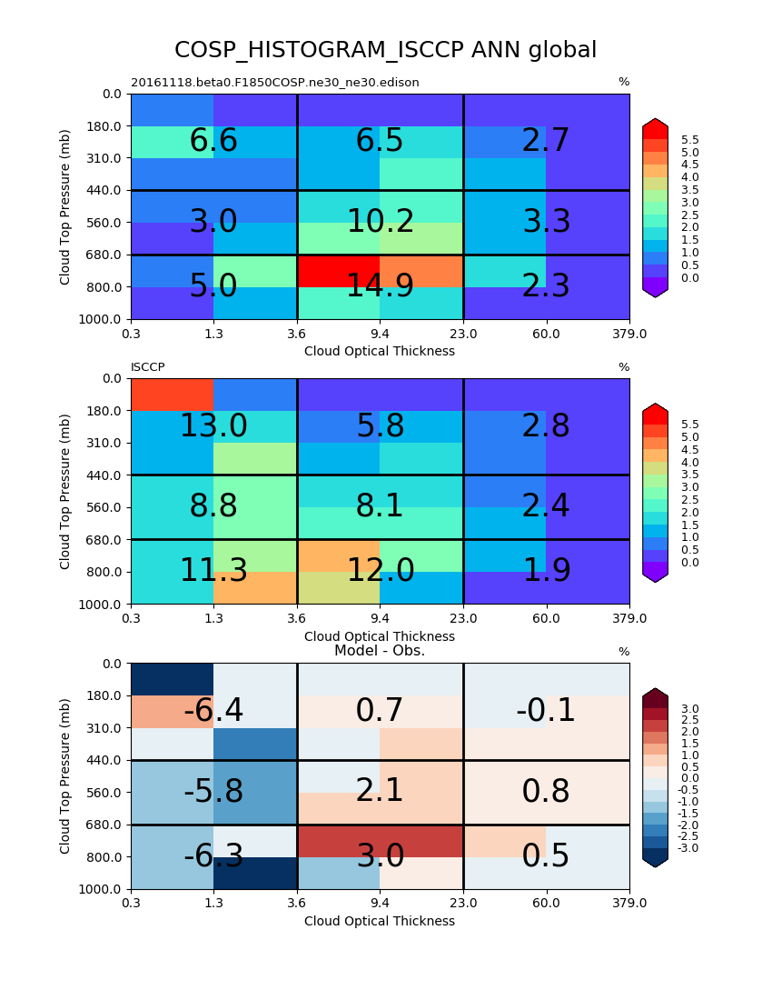 COSP_HISTOGRAM_ISCCP ANN global
20161118.beta0.F1850COSP.ne30_ne30.edison %
Cloud Top Pressure (mb)
0.0
180.0
310.0
440.0
560.0
680.0
800.0
1000.0
6.6 6.5 2.7
3.0 10.2 3.3
5.0 14.9 2.3
0.3 1.3 3.6 9.4 23.0 60.0 379.0
Cloud Optical Thickness
5.5
5.0
4.5
4.0
3.5
3.0
2.5
2.0
1.5
1.0
0.5
0.0
ISCCP %
Cloud Top Pressure (mb)
0.0
180.0
310.0
440.0
560.0
680.0
800.0
1000.0
13.0 5.8 2.8
8.8 8.1 2.4
11.3 12.0 1.9
0.3 1.3 3.6 9.4 23.0 60.0 379.0
Cloud Optical Thickness
5.5
5.0
4.5
4.0
3.5
3.0
2.5
2.0
1.5
1.0
0.5
0.0
Model - Obs. %
Cloud Top Pressure (mb)
0.0
180.0
310.0
440.0
560.0
680.0
800.0
1000.0
-6.4 0.7 -0.1
-5.8 2.1 0.8
-6.3 3.0 0.5
0.3 1.3 3.6 9.4 23.0 60.0 379.0
Cloud Optical Thickness
3.0
2.5
2.0
1.5
1.0
0.5
0.0
-0.5
-1.0
-1.5
-2.0
-2.5
-3.0